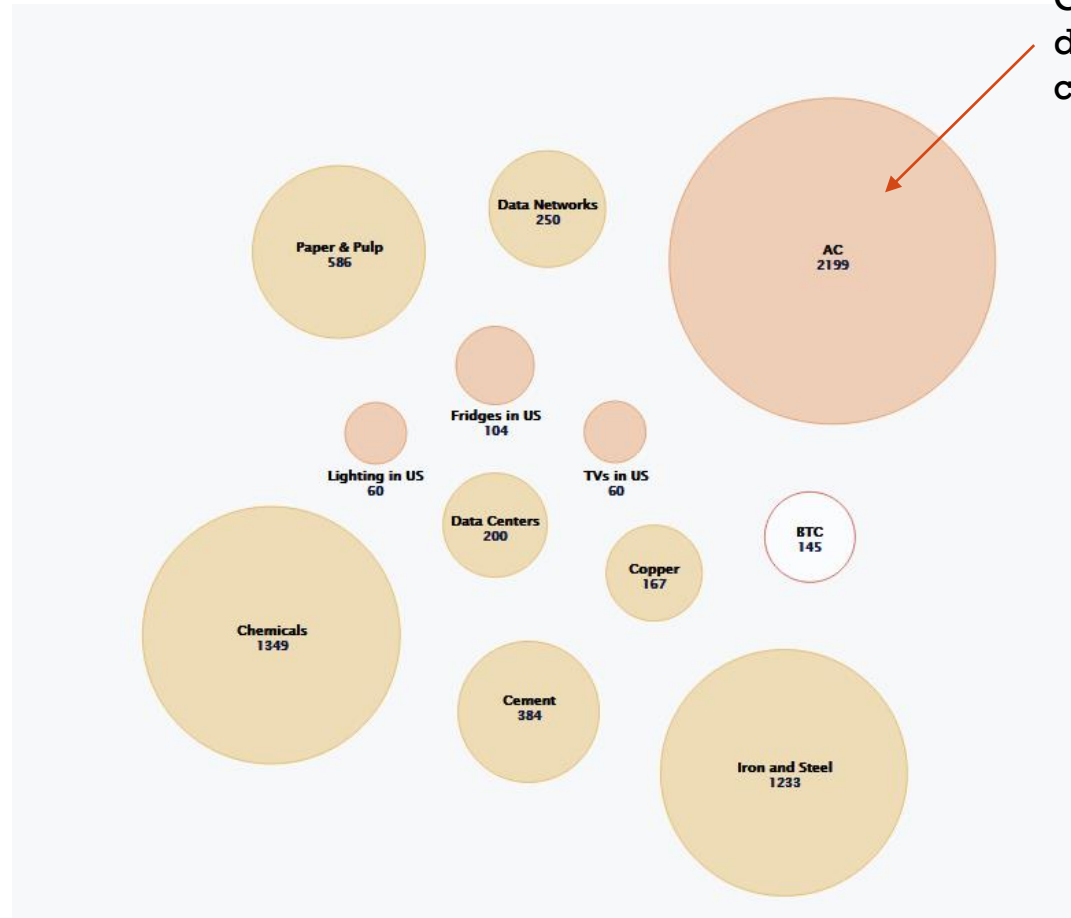 d
c
Data Networks
250
Paper & Pulp
586
AC
2199
Fridges in US
104
Lighting in US
60
TVs in US
60
Data Centers
200
BTC
145
Copper
167
Chemicals
1349
Cement
384
Iron and Steel
1233